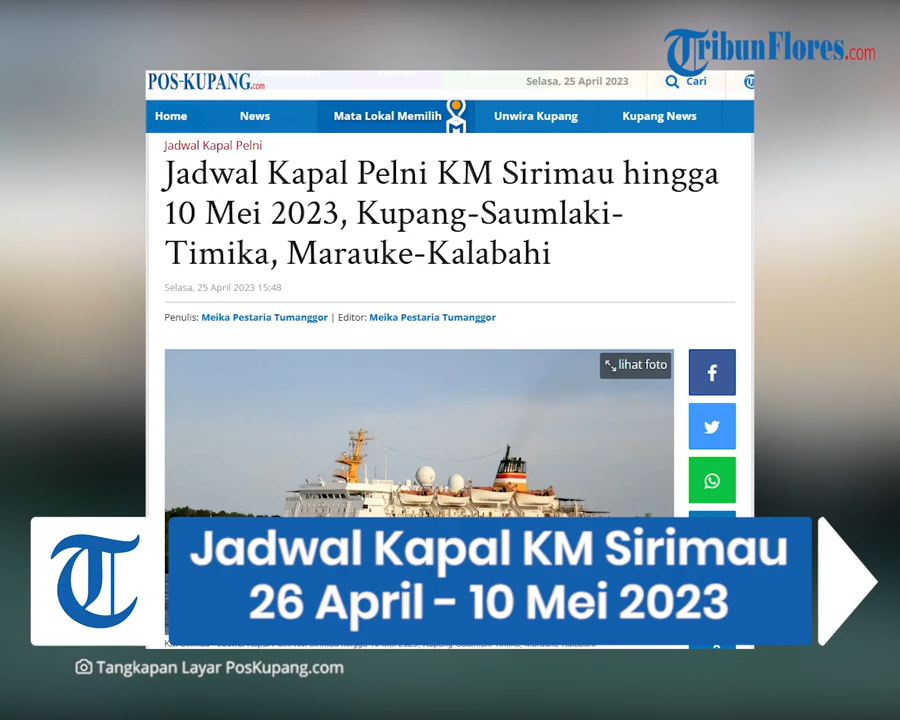 TribunFlores.com
POS-KUPANG.com
Selasa, 25 April 2023
Cari
Home
News
Mata Lokal Memilih
Unwira Kupang
Kupang News
Jadwal Kapal Pelni
Jadwal Kapal Pelni KM Sirimau hingga
10 Mei 2023, Kupang-Saumlaki-
Timika, Marauke-Kalabahi
Selasa, 25 April 2023 15:48
Penulis: Meika Pestaria Tumanggor | Editor: Meika Pestaria Tumanggor
lihat foto
Jadwal Kapal KM Sirimau
26 April - 10 Mei 2023
Tangkapan Layar PosKupang.com